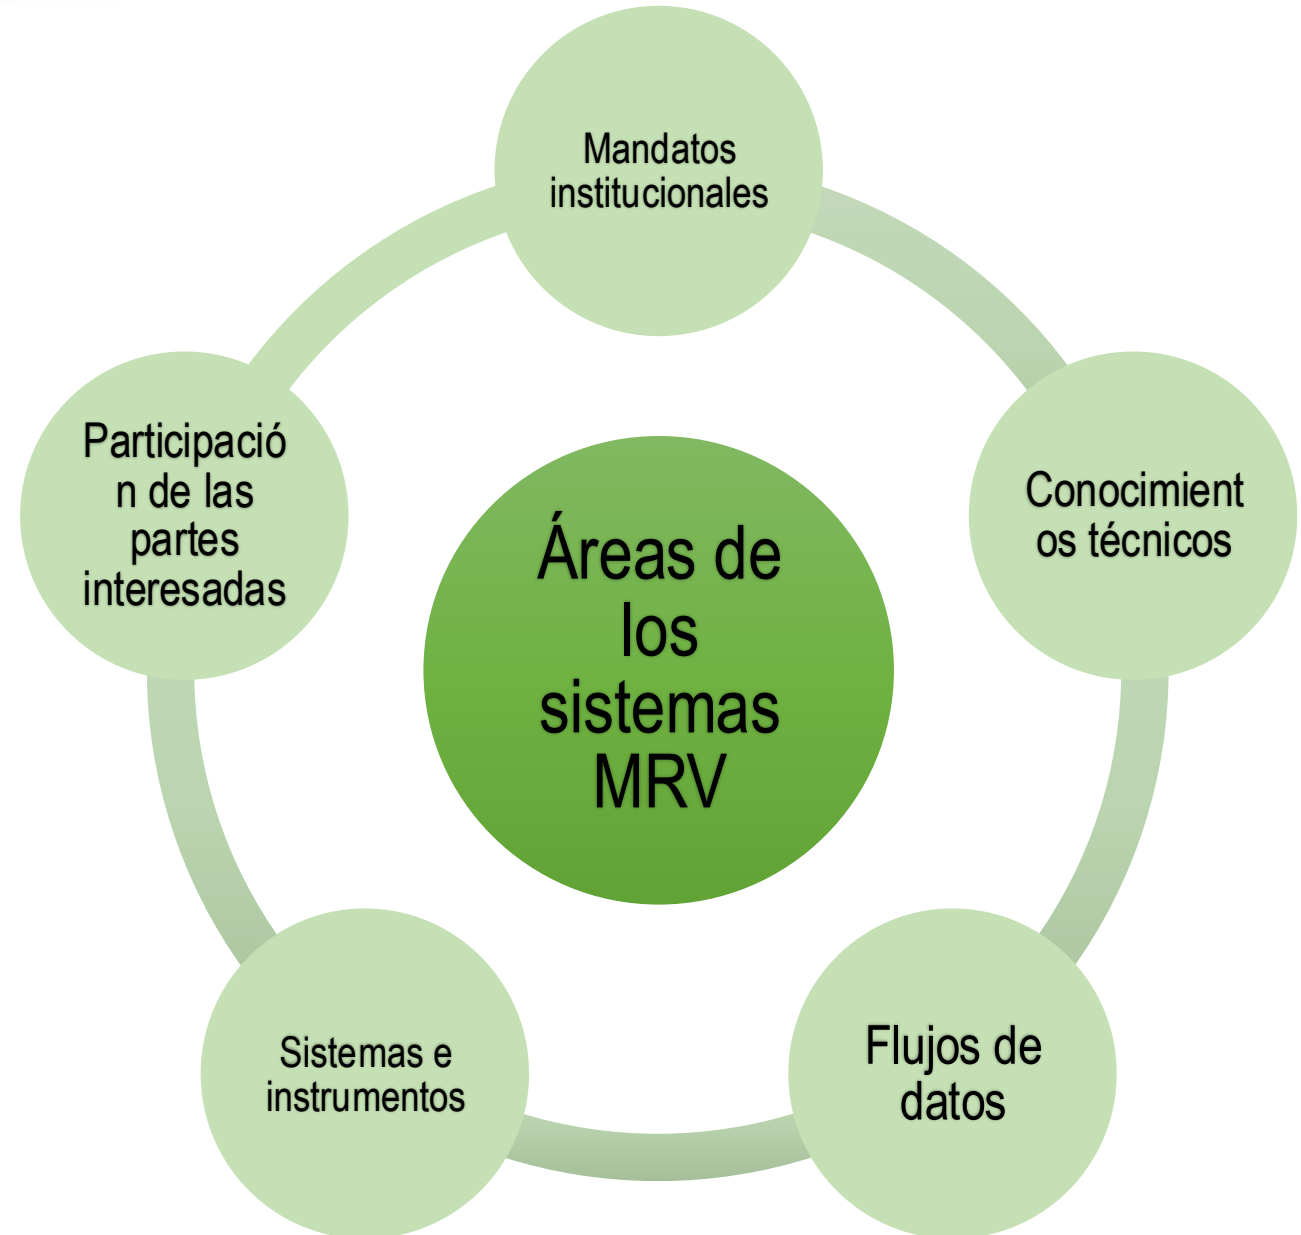 Mandatos
institucionales
Conocimient
os técnicos
Flujos de
datos
Sistemas e
instrumentos
Participació
n de las
partes
interesadas
Áreas de
los
sistemas
MRV